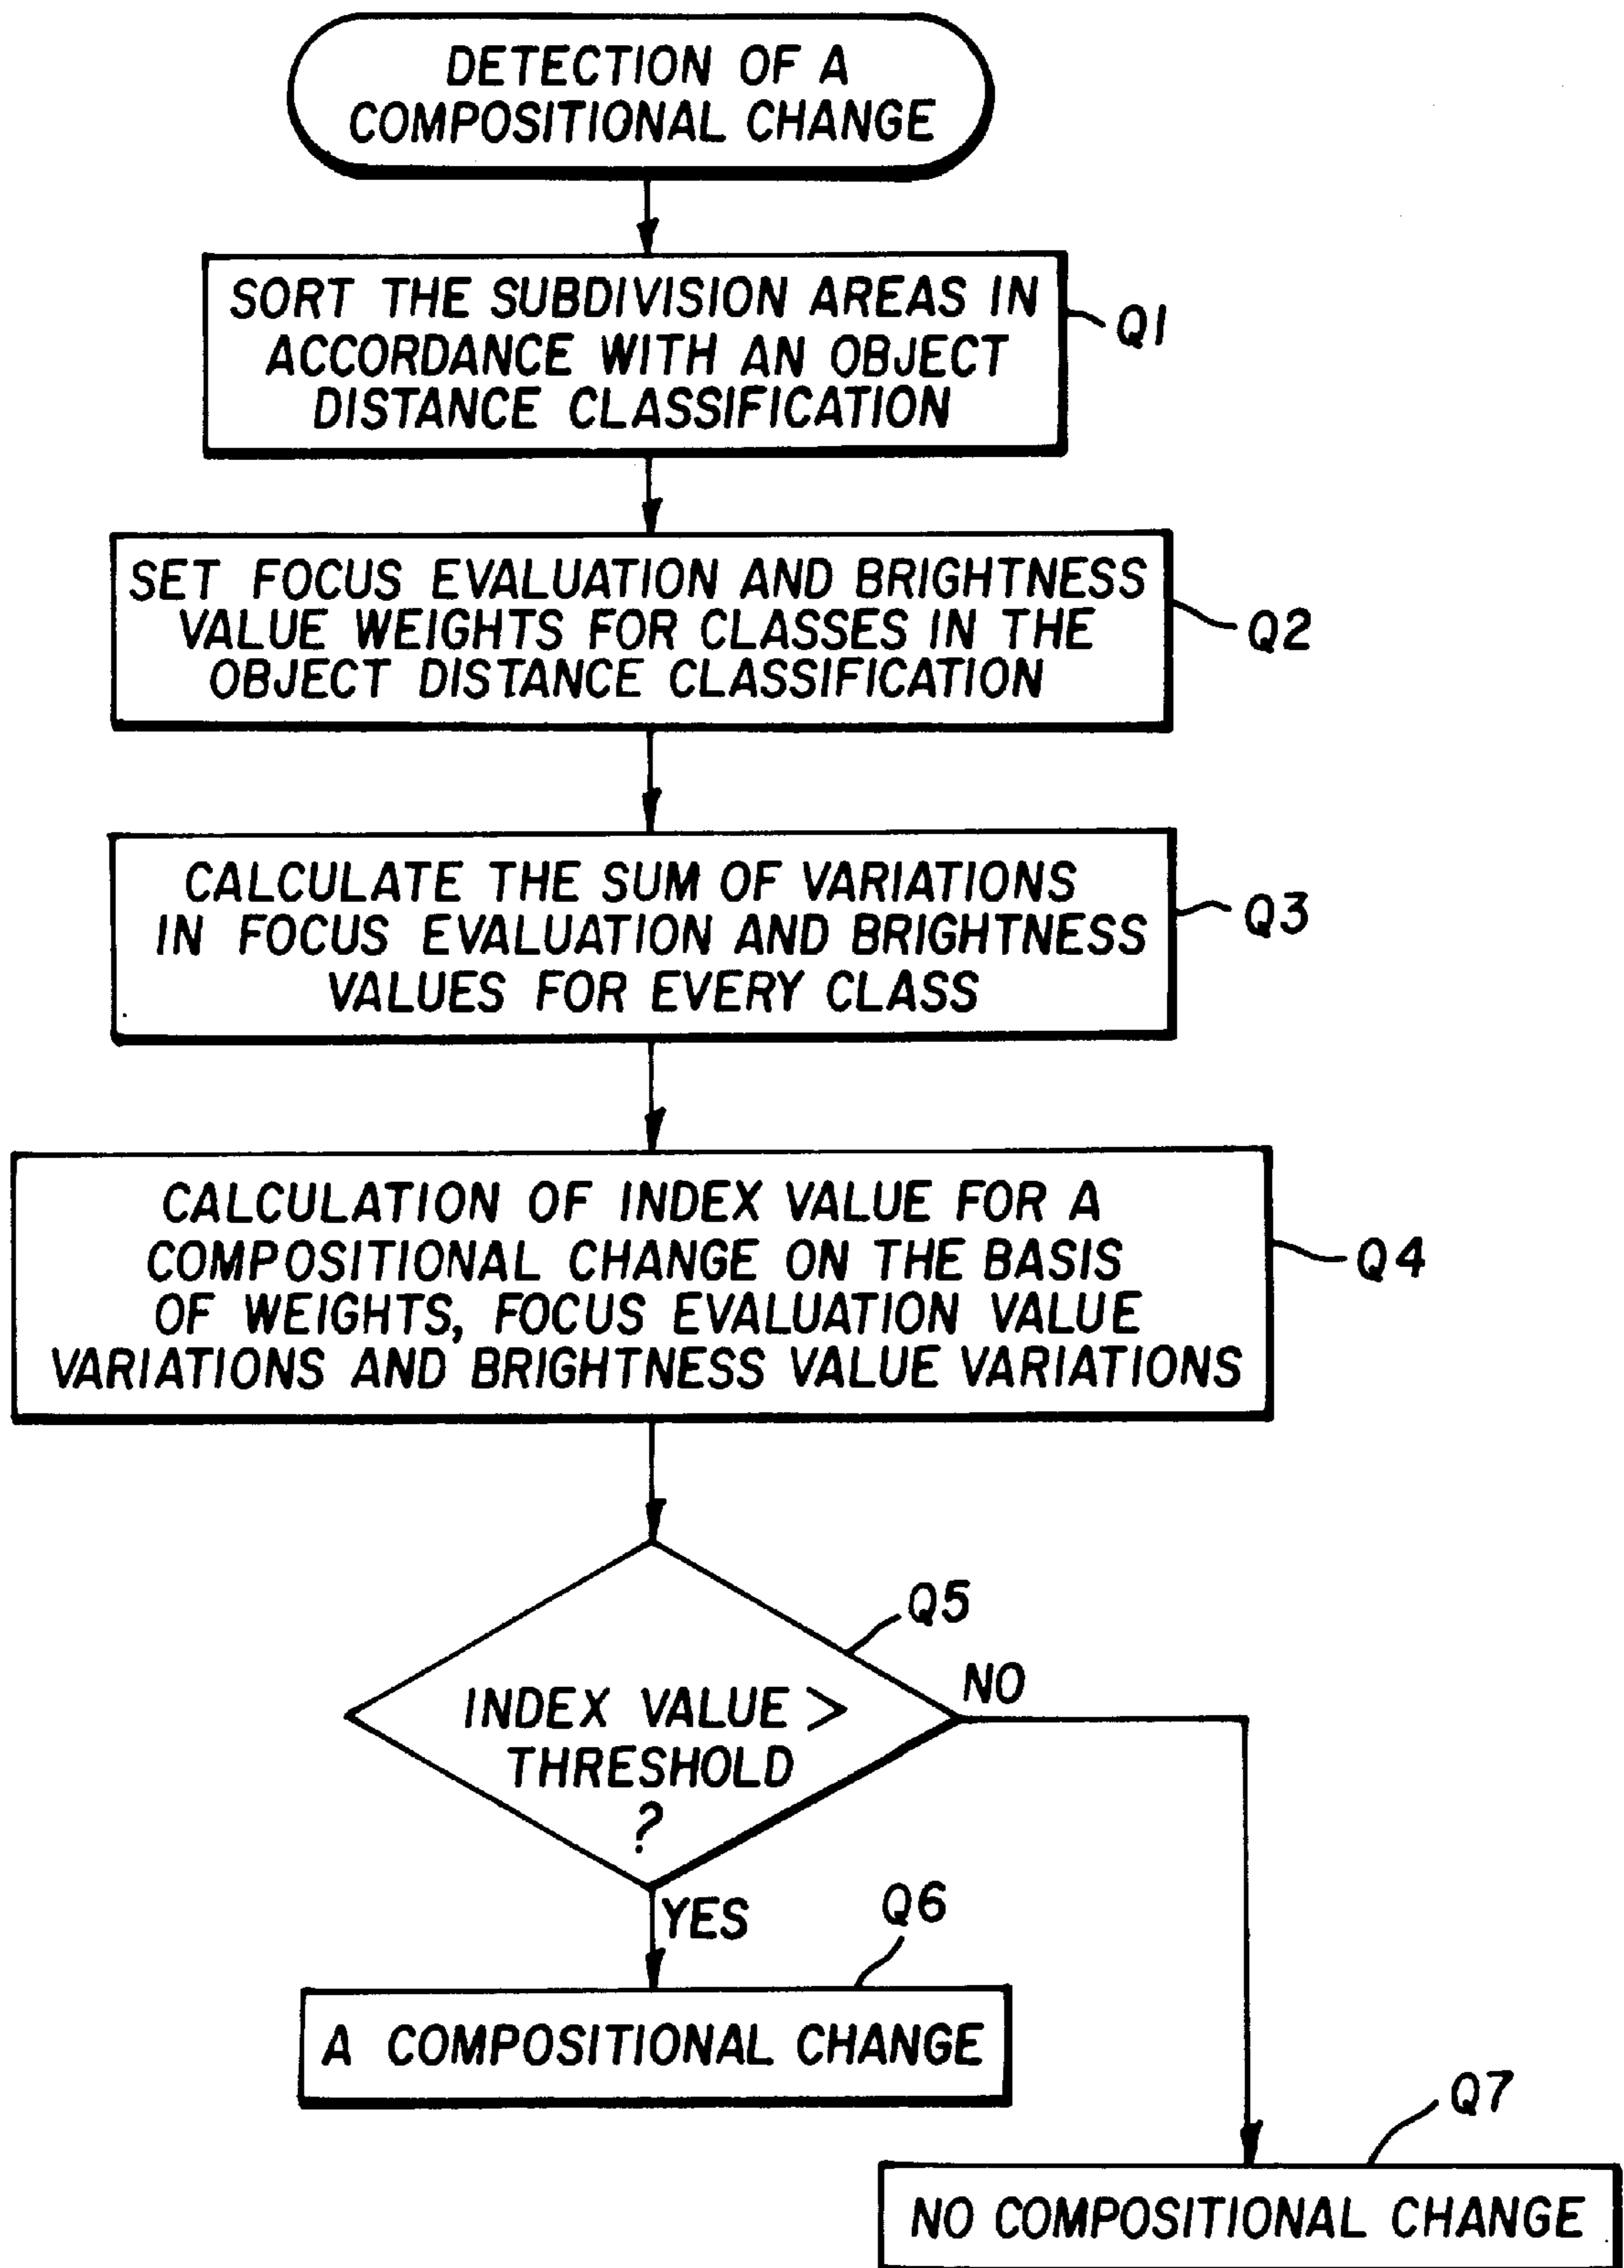 DETECTION OF A
COMPOSITIONAL CHANGE
SORT THE SUBDIVISION AREAS IN
ACCORDANCE WITH AN OBJECT
DISTANCE CLASSIFICATION
Q1
SET FOCUS EVALUATION AND BRIGHTNESS
VALUE WEIGHTS FOR CLASSES IN THE
OBJECT DISTANCE CLASSIFICATION
Q2
CALCULATE THE SUM OF VARIATIONS
IN FOCUS EVALUATION AND BRIGHTNESS
VALUES FOR EVERY CLASS
Q3
CALCULATION OF INDEX VALUE FOR A
COMPOSITIONAL CHANGE ON THE BASIS
OF WEIGHTS, FOCUS EVALUATION VALUE
VARIATIONS AND BRIGHTNESS VALUE VARIATIONS
Q4
Q5
INDEX VALUE >
THRESHOLD
?
NO
YES
Q6
A COMPOSITIONAL CHANGE
Q7
NO COMPOSITIONAL CHANGE